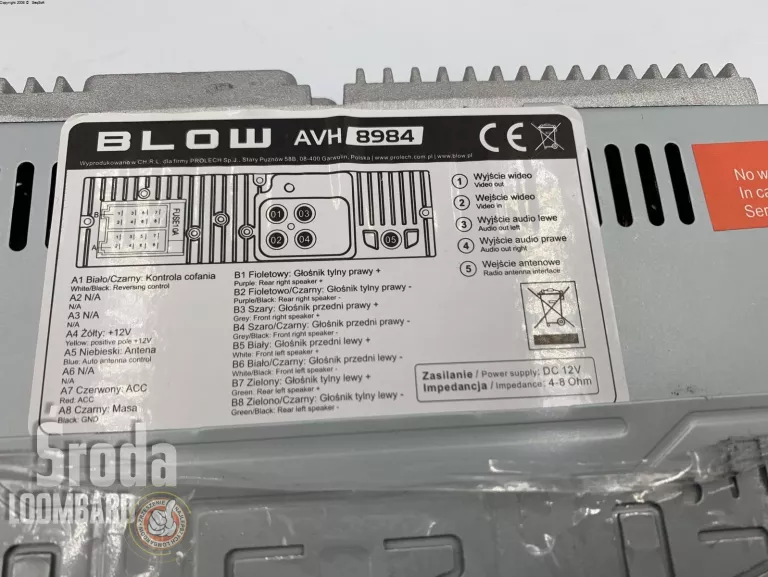 Copyright 2026 © SaySell
BLOW AVH 8984 CE
Wyprodukowano w CH.R.L. dla firmy PROLECH Sp.J., Stary Puznów 58B, 08-400 Garwolin, Polska | www.prolech.com.pl | www.blow.pl
1 Wyjście wideo
Video out
2 Wejście wideo
Video in
3 Wyjście audio lewe
Audio out left
4 Wyjście audio prawe
Audio out right
5 Wejście antenowe
Radio antenna interface
B
A
FUSE10A
01 03
02 04
05
A1 Biało/Czarny: Kontrola cofania
White/Black: Reversing control
A2 N/A
N/A
A3 N/A
N/A
A4 Żółty: +12V
Yellow: positive pole +12V
A5 Niebieski: Antena
Blue: Auto antenna control
A6 N/A
N/A
A7 Czerwony: ACC
Red: ACC
A8 Czarny: Masa
Black: GND
B1 Fioletowy: Głośnik tylny prawy +
Purple: Rear right speaker +
B2 Fioletowo/Czarny: Głośnik tylny prawy -
Purple/Black: Rear right speaker -
B3 Szary: Głośnik przedni prawy +
Grey: Front right speaker +
B4 Szaro/Czarny: Głośnik przedni prawy -
Grey/Black: Front right speaker -
B5 Biały: Głośnik przedni lewy +
White: Front left speaker +
B6 Biało/Czarny: Głośnik przedni lewy -
White/Black: Front left speaker -
B7 Zielony: Głośnik tylny lewy +
Green: Rear left speaker +
B8 Zielono/Czarny: Głośnik tylny lewy -
Green/Black: Rear left speaker -
Zasilanie / Power supply: DC 12V
Impedancja / Impedance: 4-8 Ohm
No w
In ca
Ser
Środa
LOOMBARD